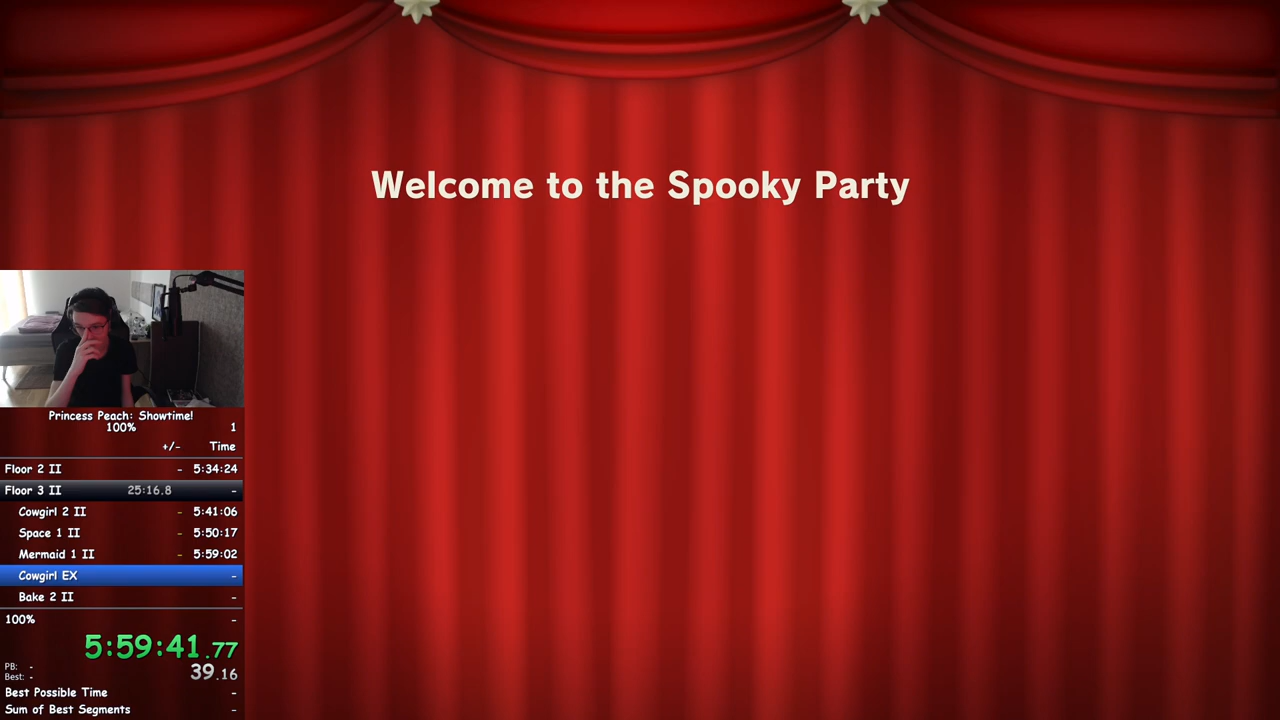 Welcome to the Spooky Party
Princess Peach: Showtime!
100% 1
+/- Time
Floor 2 II - 5:34:24
Floor 3 II 25:16.8 -
Cowgirl 2 II - 5:41:06
Space 1 II - 5:50:17
Mermaid 1 II - 5:59:02
Cowgirl EX -
Bake 2 II -
100% -
5:59:41.77
PB: - 39.16
Best: -
Best Possible Time -
Sum of Best Segments -